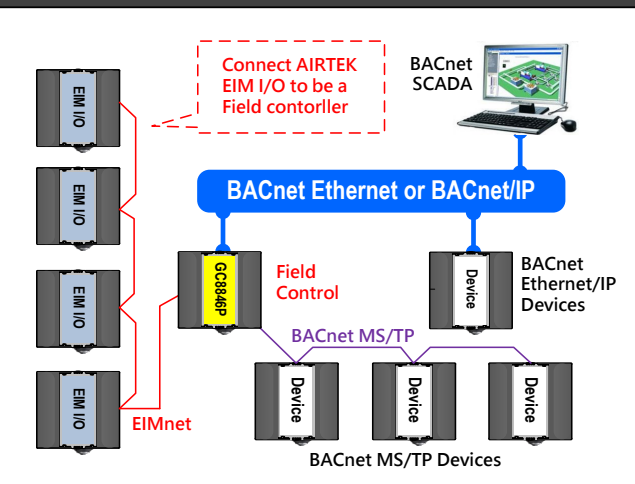 Connect AIRTEK
EIM I/O to be a
Field contorller
BACnet
SCADA
EIM I/O
EIM I/O
EIM I/O
EIM I/O
BACnet Ethernet or BACnet/IP
GC8846P
Field
Control
Device
BACnet
Ethernet/IP
Devices
BACnet MS/TP
Device
Device
Device
EIMnet
BACnet MS/TP Devices